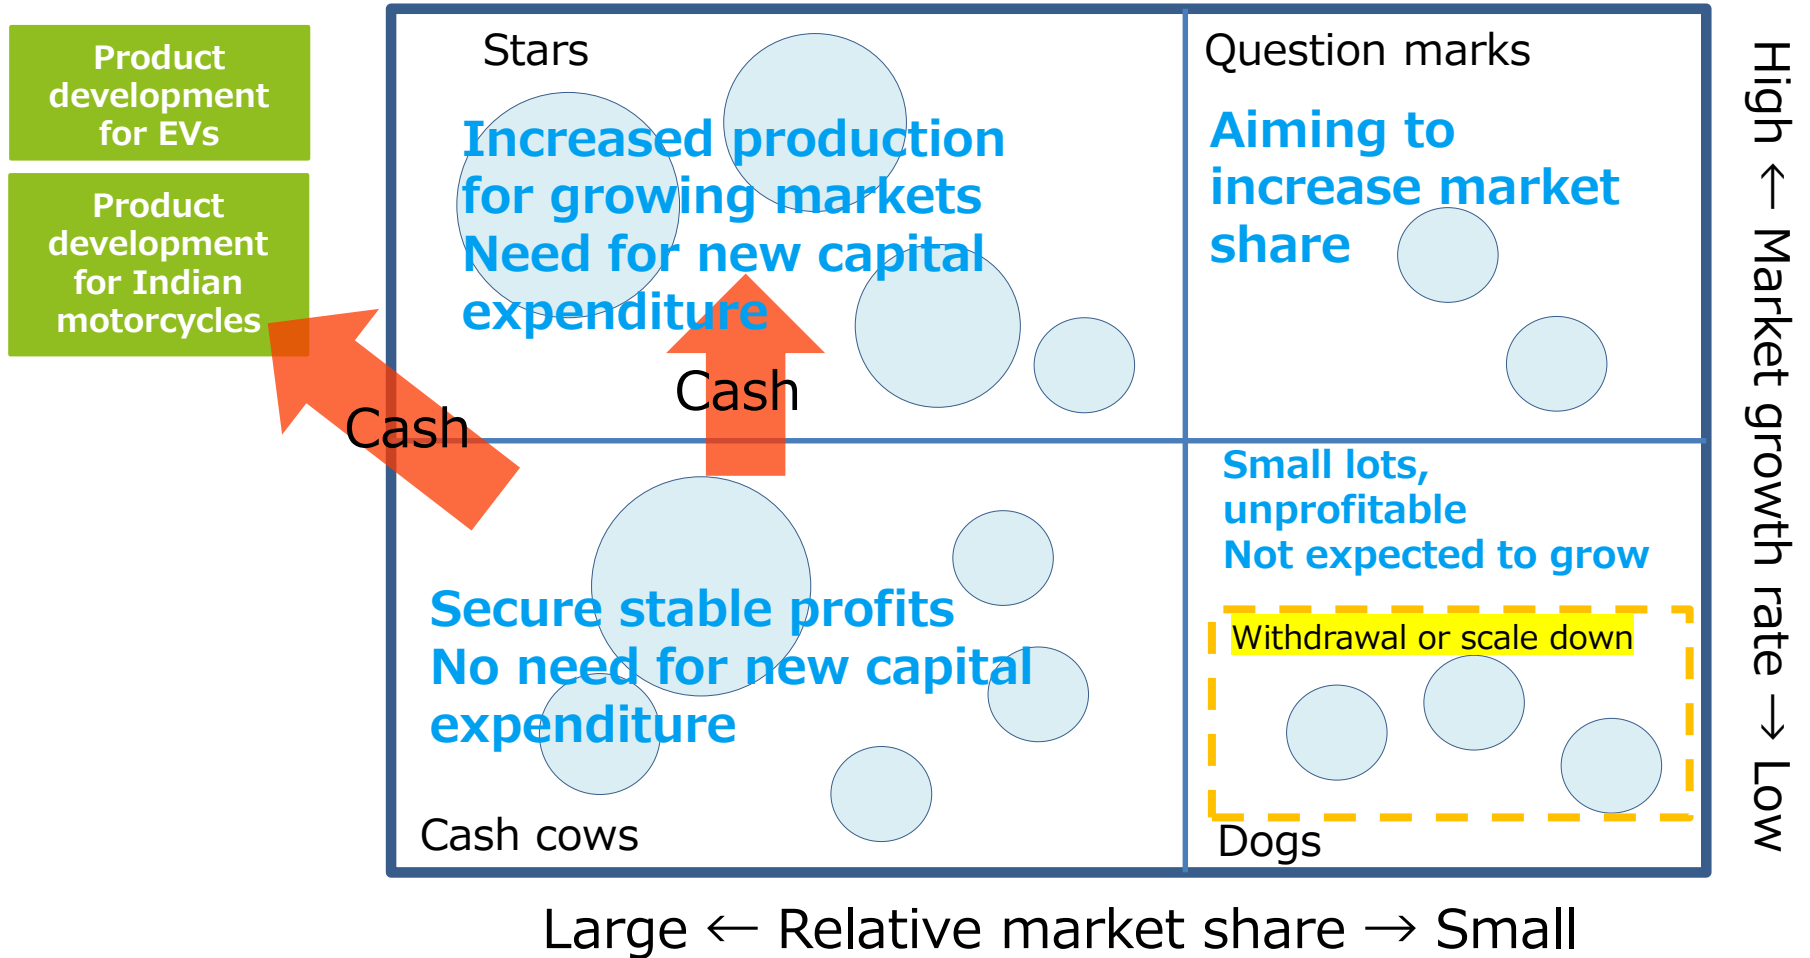 Product
development
for EVs
Product
development
for Indian
motorcycles
Stars
Increased production
for growing markets
Need for new capital
expenditure
Cash
Cash
Question marks
Aiming to
increase market
share
Secure stable profits
No need for new capital
expenditure
Cash cows
Small lots,
unprofitable
Not expected to grow
Withdrawal or scale down
Dogs
High ← Market growth rate → Low
Large ← Relative market share → Small